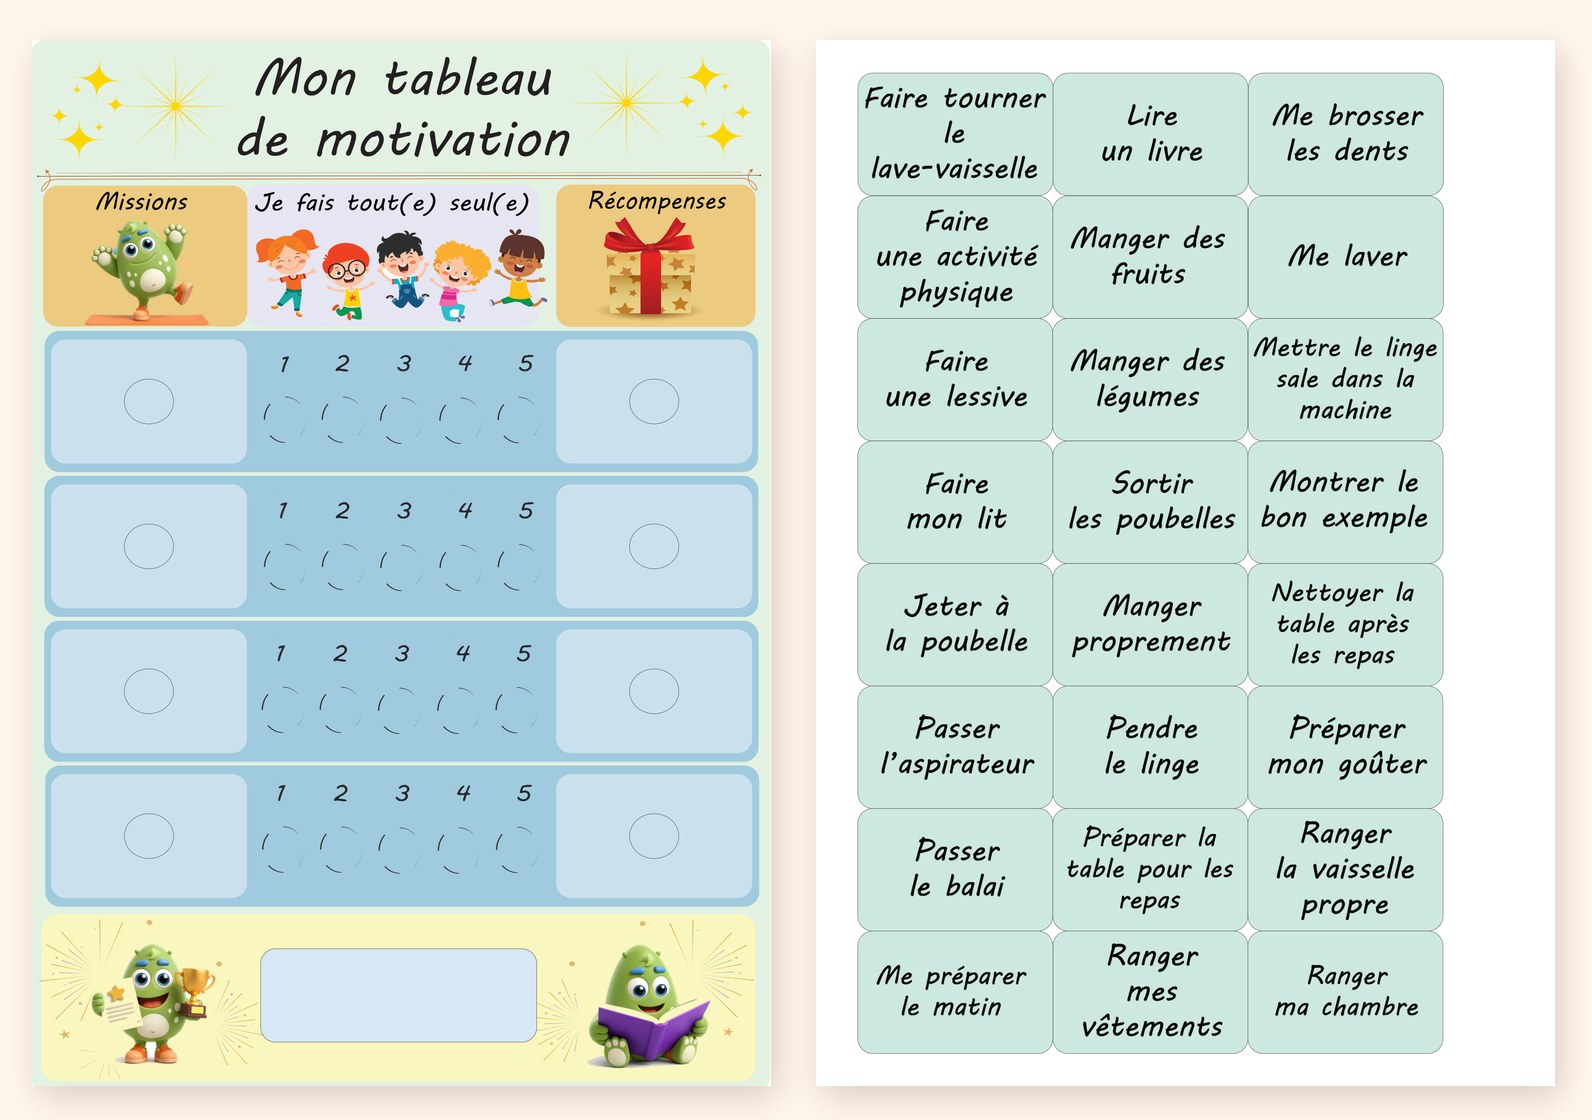 Mon tableau
de motivation
Missions
Je fais tout(e) seul(e)
Récompenses
1 2 3 4 5
1 2 3 4 5
1 2 3 4 5
1 2 3 4 5
Faire tourner
le
lave-vaisselle
Lire
un livre
Me brosser
les dents
Faire
une activité
physique
Manger des
fruits
Me laver
Faire
une lessive
Manger des
légumes
Mettre le linge
sale dans la
machine
Faire
mon lit
Sortir
les poubelles
Montrer le
bon exemple
Jeter à
la poubelle
Manger
proprement
Nettoyer la
table après
les repas
Passer
l'aspirateur
Pendre
le linge
Préparer
mon goûter
Passer
le balai
Préparer la
table pour les
repas
Ranger
la vaisselle
propre
Me préparer
le matin
Ranger
mes
vêtements
Ranger
ma chambre